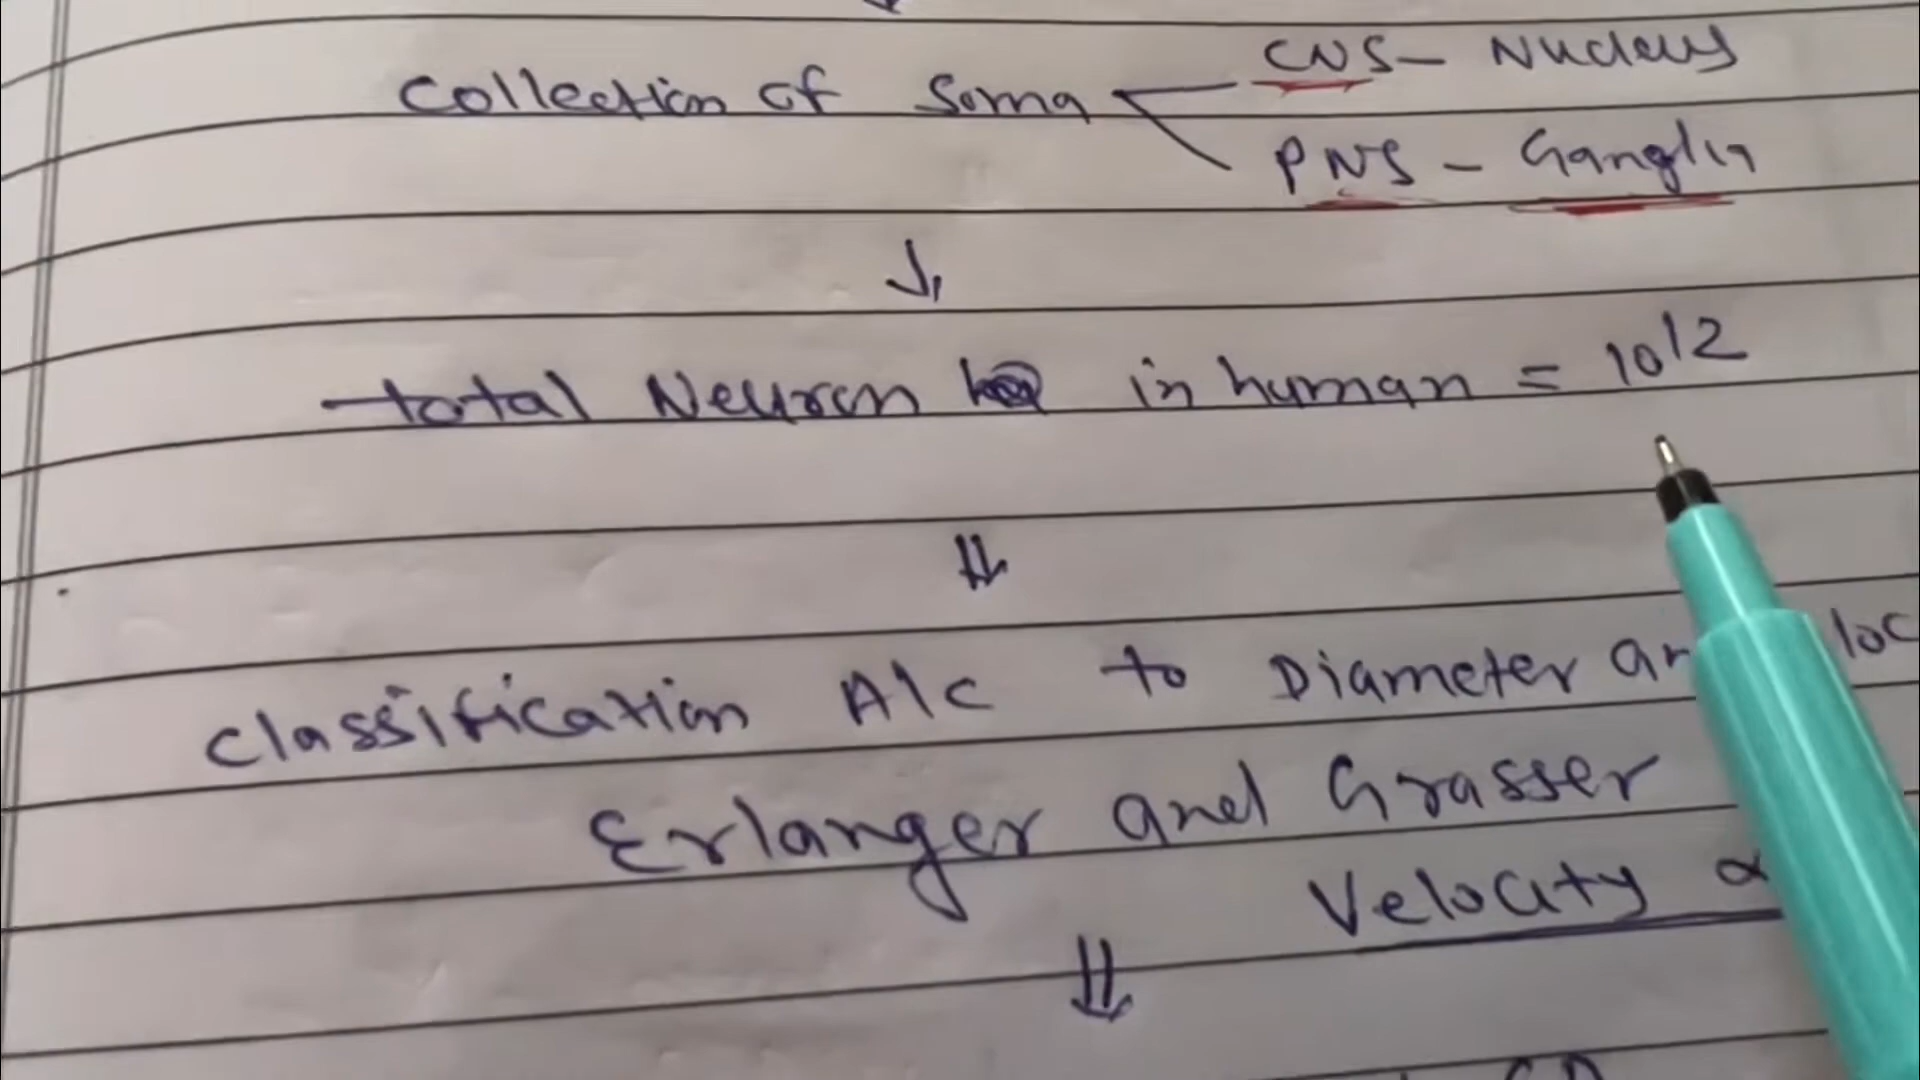 Collection of Soma CNS - Nucleus
PNS - Ganglia
total Neuron in human = 10^12
Classification A/c to Diameter
Erlanger and Grasser
Velocity ∝